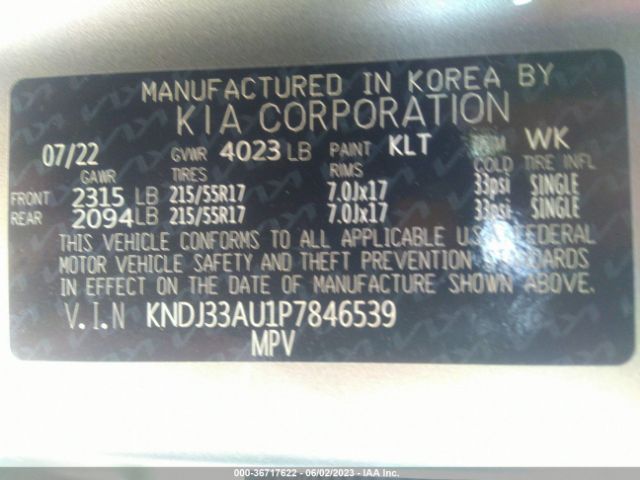 MANUFACTURED IN KOREA BY
KIA CORPORATION
07/22 GVWR 4023 LB PAINT KLT TRIM WK
GAWR TIRES RIMS COLD TIRE INFL
FRONT 2315 LB 215/55R17 7.0Jx17 33psi SINGLE
REAR 2094 LB 215/55R17 7.0Jx17 33psi SINGLE
THIS VEHICLE CONFORMS TO ALL APPLICABLE U.S. FEDERAL
MOTOR VEHICLE SAFETY AND THEFT PREVENTION STANDARDS
IN EFFECT ON THE DATE OF MANUFACTURE SHOWN ABOVE.
V.I.N KNDJ33AU1P7846539
MPV
000-36717622 - 06/02/2023 - IAA Inc.